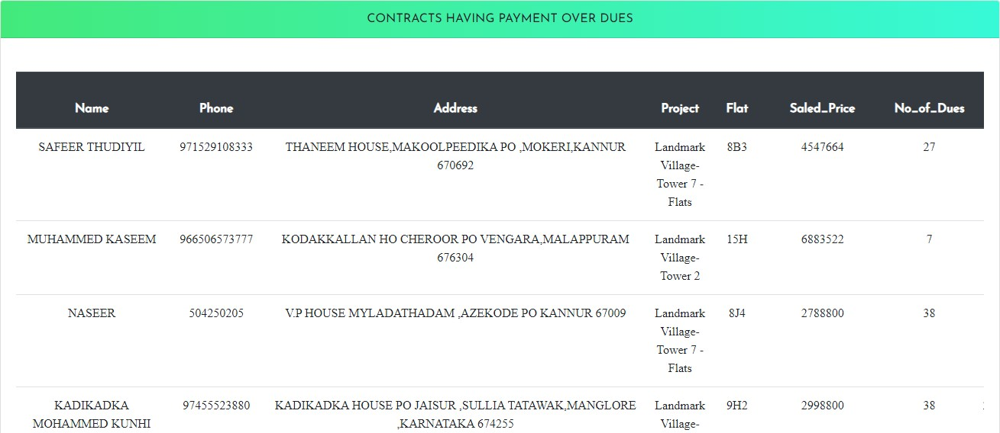 CONTRACTS HAVING PAYMENT OVER DUES
Name Phone Address Project Flat Saled_Price No_of_Dues
SAFEER THUDIYIL 971529108333 THANEEM HOUSE,MAKOOLPEEDIKA PO ,MOKERI,KANNUR Landmark 8B3 4547664 27
670692 Village-
Tower 7 -
Flats
MUHAMMED KASEEM 966506573777 KODAKKALLAN HO CHEROOR PO VENGARA,MALAPPURAM Landmark 15H 6883522 7
676304 Village-
Tower 2
NASEER 504250205 V.P HOUSE MYLADATHADAM ,AZEKODE PO KANNUR 67009 Landmark 8J4 2788800 38
Village-
Tower 7 -
Flats
KADIKADKA 97455523880 KADIKADKA HOUSE PO JAISUR ,SULLIA TATAWAK,MANGLORE Landmark 9H2 2998800 38
MOHAMMED KUNHI ,KARNATAKA 674255 Village-